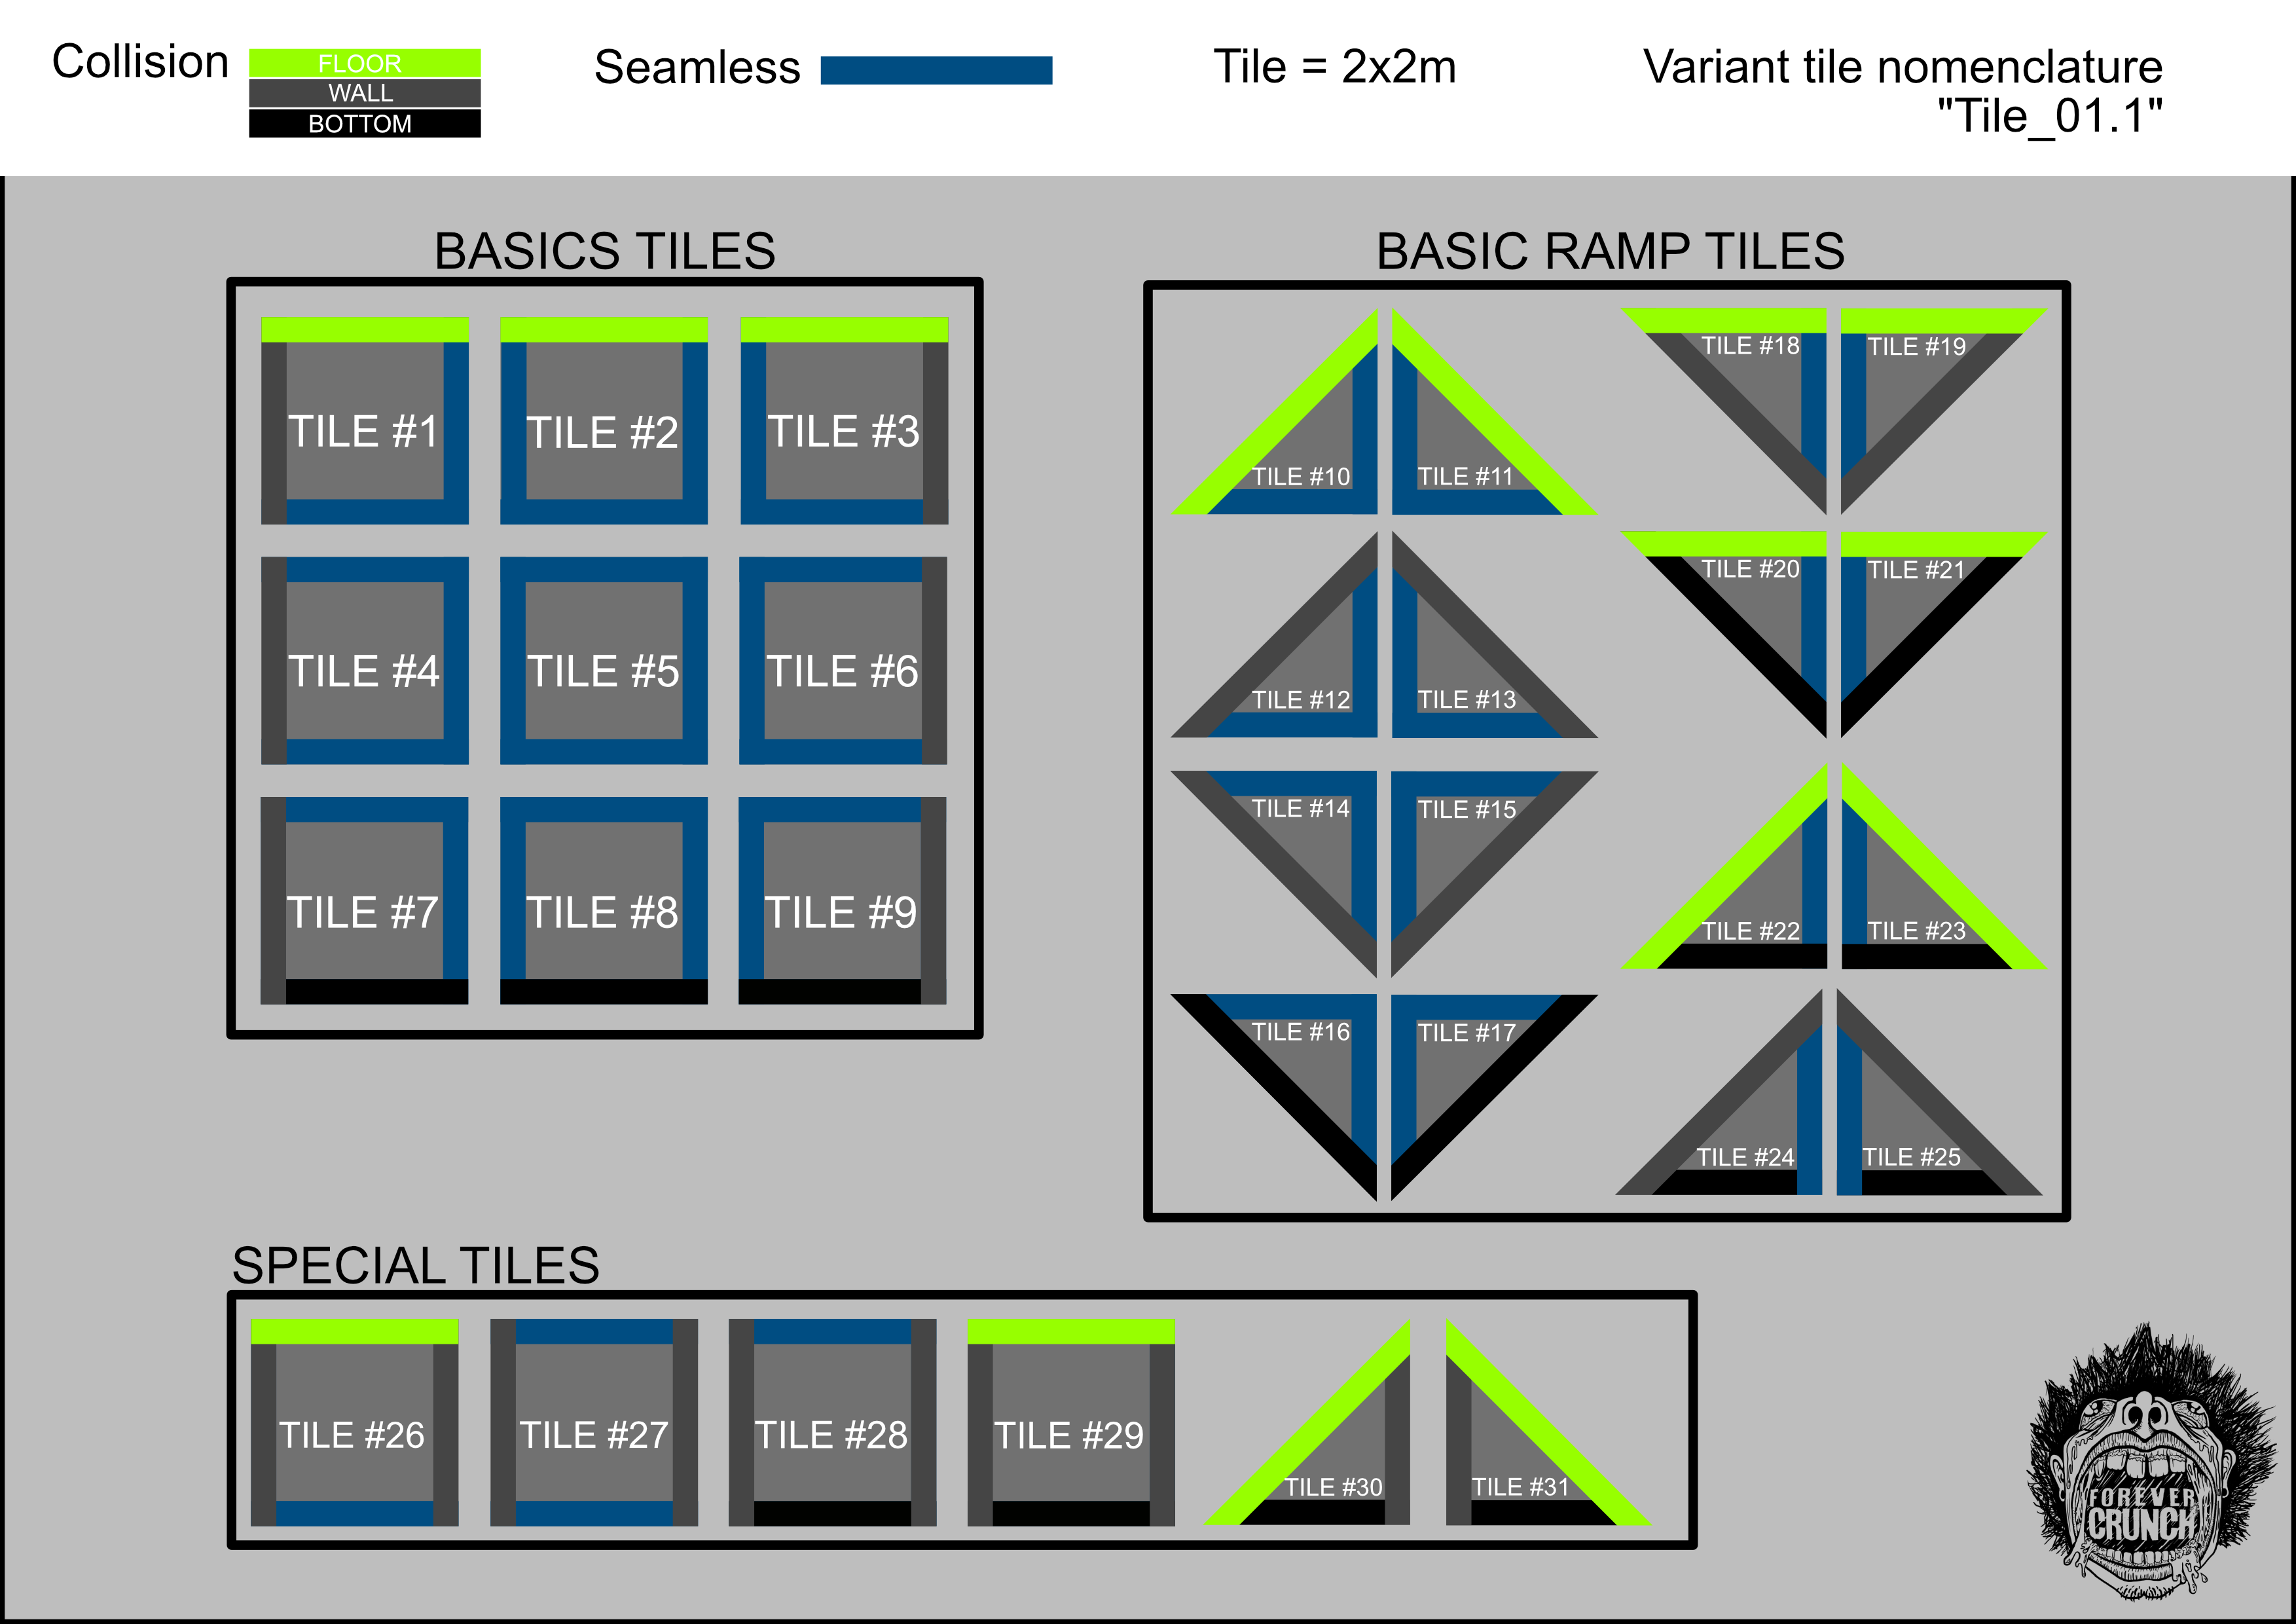 Collision
FLOOR
WALL
BOTTOM
Seamless
Tile = 2x2m
Variant tile nomenclature
"Tile_01.1"
BASICS TILES
TILE #1 TILE #2 TILE #3
TILE #4 TILE #5 TILE #6
TILE #7 TILE #8 TILE #9
BASIC RAMP TILES
TILE #10 TILE #11
TILE #12 TILE #13
TILE #14 TILE #15
TILE #16 TILE #17
TILE #18 TILE #19
TILE #20 TILE #21
TILE #22 TILE #23
TILE #24 TILE #25
SPECIAL TILES
TILE #26 TILE #27 TILE #28 TILE #29 TILE #30 TILE #31
FOREVER
CRUNCH